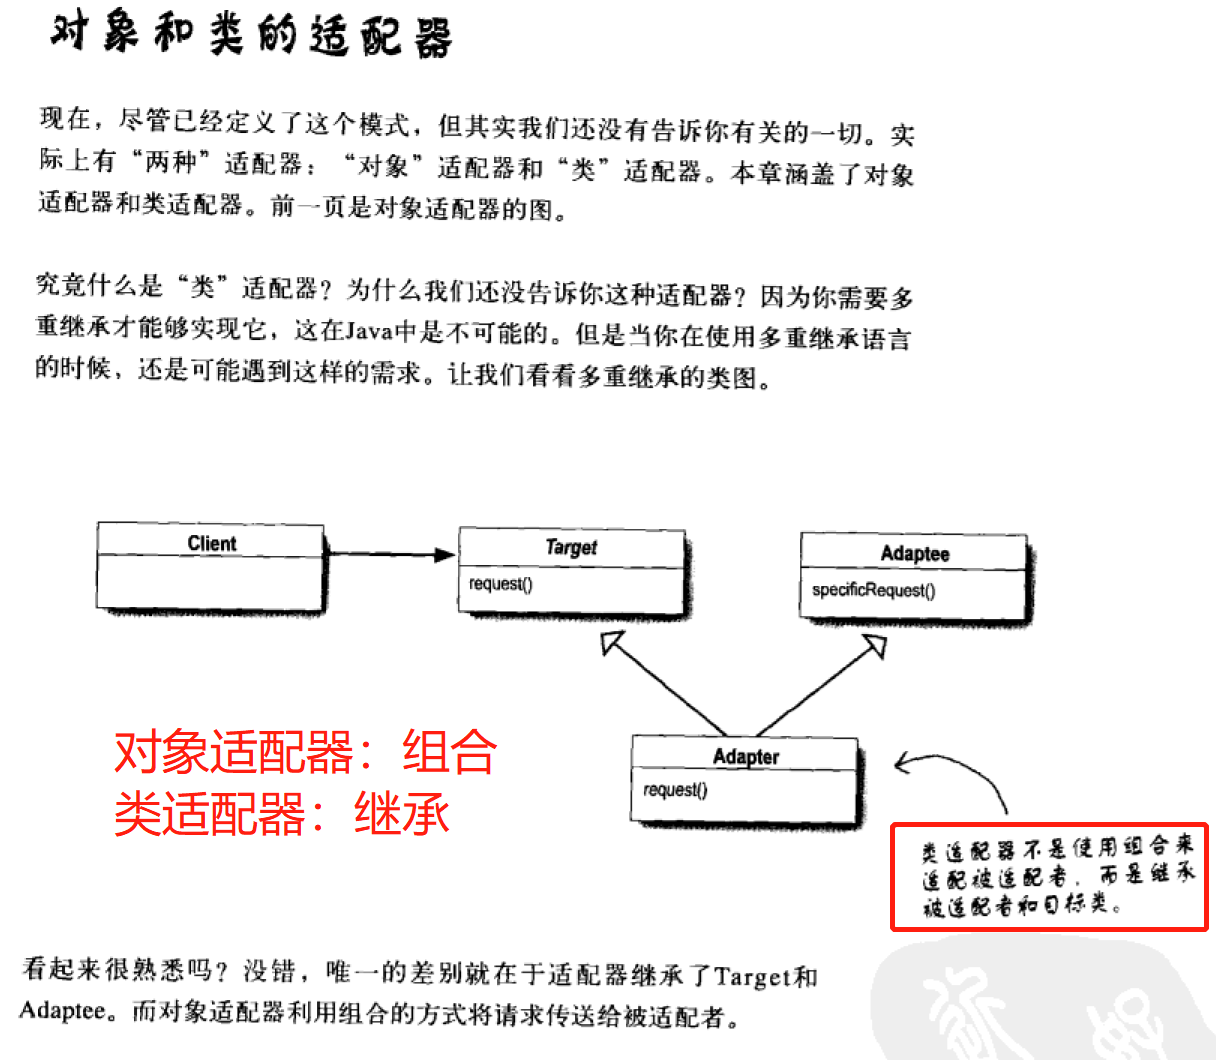 对象和类的适配器
现在，尽管已经定义了这个模式，但其实我们还没有告诉你有关的一切。实
际上有“两种”适配器：“对象”适配器和“类”适配器。本章涵盖了对象
适配器和类适配器。前一页是对象适配器的图。
究竟什么是“类”适配器？为什么我们还没告诉你这种适配器？因为你需要多
重继承才能够实现它，这在Java中是不可能的。但是当你在使用多重继承语言
的时候，还是可能遇到这样的需求。让我们看看多重继承的类图。
Client
Target
request()
Adaptee
specificRequest()
Adapter
request()
对象适配器：组合
类适配器：继承
类适配器不是使用组合来
适配被适配者，而是继承
被适配者和目标类。
看起来很熟悉吗？没错，唯一的差别就在于适配器继承了Target和
Adaptee。而对象适配器利用组合的方式将请求传送给被适配者。